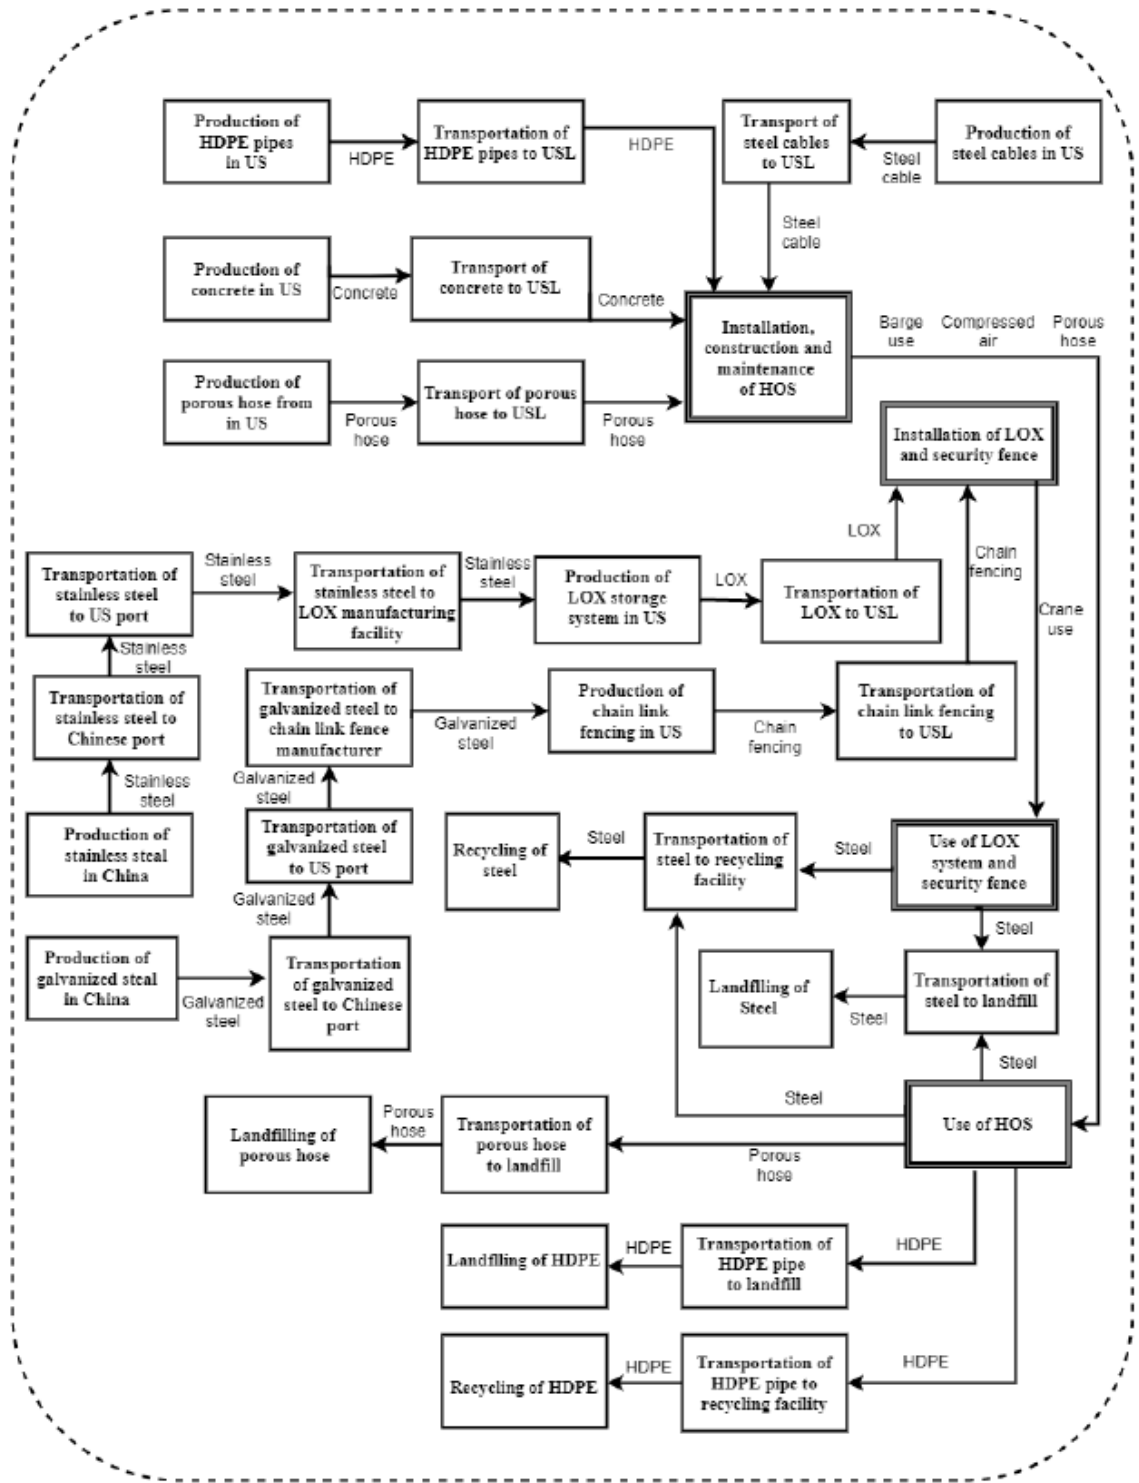 Production of
HDPE pipes
in US
HDPE
Transportation of
HDPE pipes to USL
HDPE
Transport of
steel cables
to USL
Steel
cable
Production of
steel cables in US
Steel
cable
Production of
concrete in US
Concrete
Transport of
concrete to USL
Concrete
Installation,
construction and
maintenance
of HOS
Barge
use
Compressed
air
Porous
hose
Production of
porous hose from
in US
Porous
hose
Transport of porous
hose to USL
Porous
hose
Installation of LOX
and security fence
LOX
Chain
fencing
Crane
use
Transportation of
stainless steel
to US port
Stainless
steel
Transportation of
stainless steel to
LOX manufacturing
facility
Stainless
steel
Production of
LOX storage
system in US
LOX
Transportation of
LOX to USL
Stainless
steel
Transportation of
stainless steel to
Chinese port
Stainless
steel
Production of
stainless steal
in China
Transportation of
galvanized steel to
chain link fence
manufacturer
Galvanized
steel
Production of
chain link
fencing in US
Chain
fencing
Transportation of
chain link fencing
to USL
Galvanized
steel
Transportation of
galvanized steel
to US port
Galvanized
steel
Recycling of
steel
Steel
Transportation of
steel to recycling
facility
Steel
Use of LOX
system and
security fence
Steel
Production of
galvanized steal
in China
Galvanized
steel
Transportation
of galvanized
steel to Chinese
port
Landflling of
Steel
Steel
Transportation of
steel to landfill
Steel
Steel
Use of HOS
Landfilling of
porous hose
Porous
hose
Transportation of
porous hose
to landfill
Porous
hose
Landflling of HDPE
HDPE
Transportation of
HDPE pipe
to landfill
HDPE
Recycling of HDPE
HDPE
Transportation of
HDPE pipe to
recycling facility
HDPE